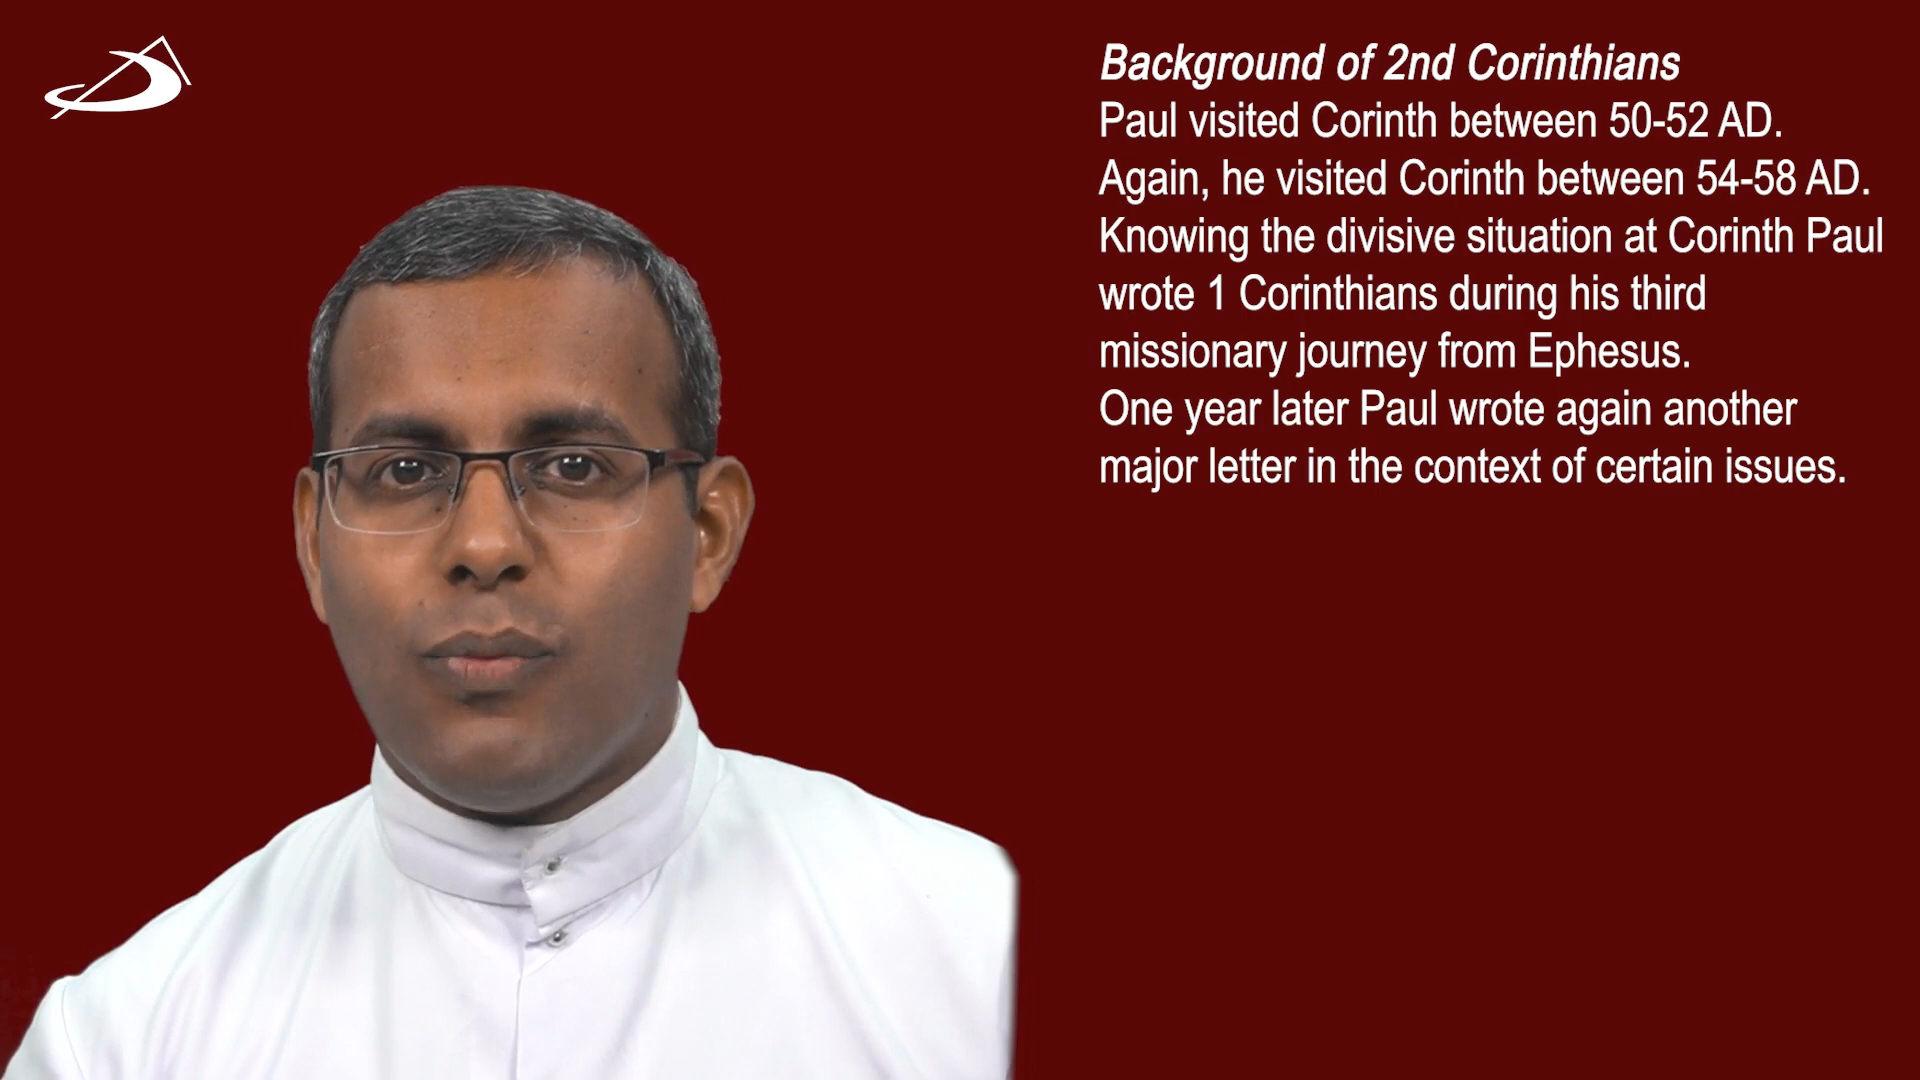 Background of 2nd Corinthians
Paul visited Corinth between 50-52 AD.
Again, he visited Corinth between 54-58 AD.
Knowing the divisive situation at Corinth Paul
wrote 1 Corinthians during his third
missionary journey from Ephesus.
One year later Paul wrote again another
major letter in the context of certain issues.